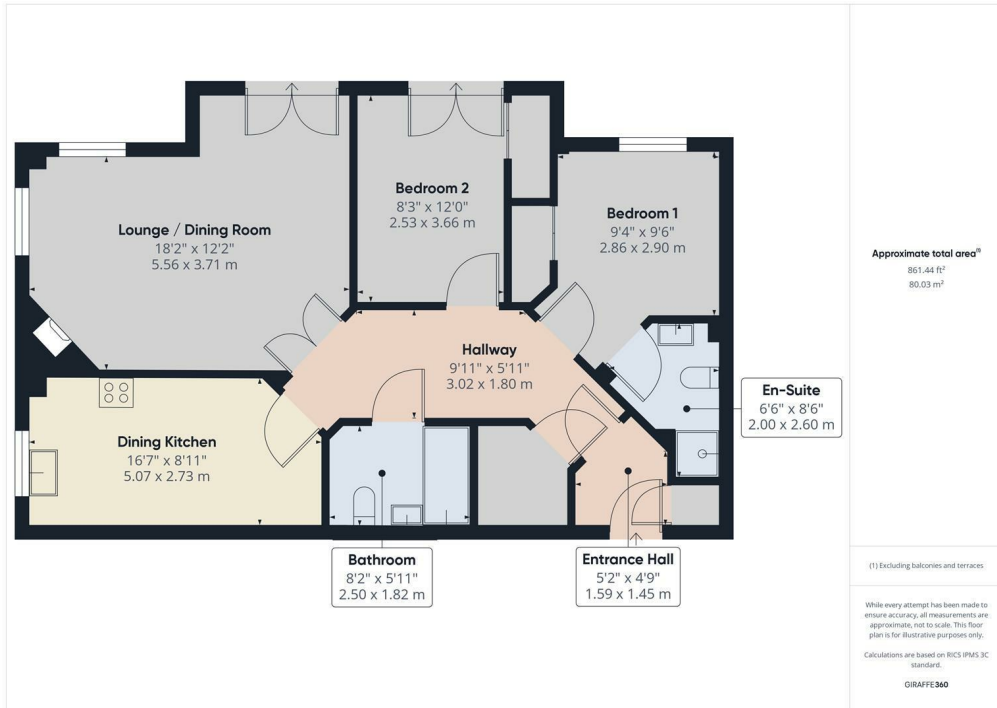 Lounge / Dining Room
18'2" x 12'2"
5.56 x 3.71 m
Bedroom 2
8'3" x 12'0"
2.53 x 3.66 m
Bedroom 1
9'4" x 9'6"
2.86 x 2.90 m
Hallway
9'11" x 5'11"
3.02 x 1.80 m
En-Suite
6'6" x 8'6"
2.00 x 2.60 m
Dining Kitchen
16'7" x 8'11"
5.07 x 2.73 m
Bathroom
8'2" x 5'11"
2.50 x 1.82 m
Entrance Hall
5'2" x 4'9"
1.59 x 1.45 m
Approximate total area(1)
861.44 ft²
80.03 m²
(1) Excluding balconies and terraces
While every attempt has been made to
ensure accuracy, all measurements are
approximate, not to scale. This floor
plan is for illustrative purposes only.
Calculations are based on RICS IPMS 3C
standard.
GIRAFFE360